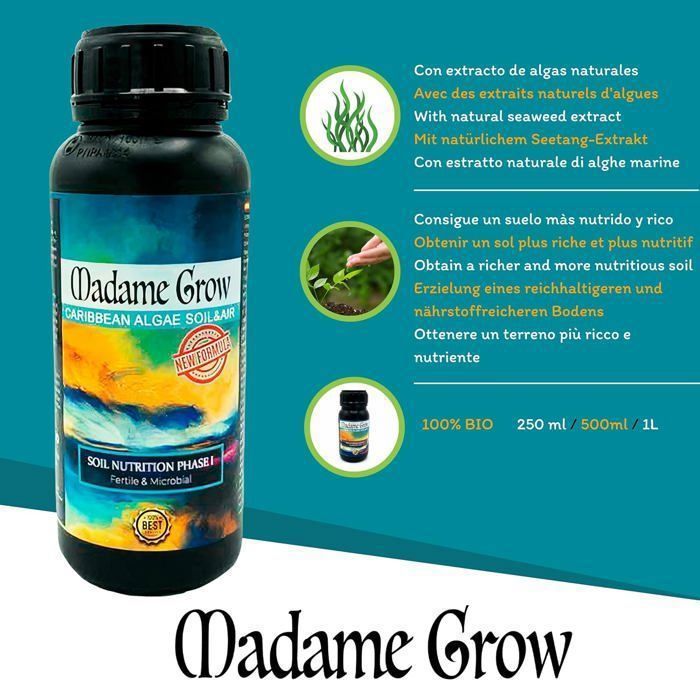 Madame Grow
CARIBBEAN ALGAE SOIL&AIR
NEW FORMULA
SOIL NUTRITION PHASE I
Fertile & Microbial
100%
BEST
Con extracto de algas naturales
Avec des extraits naturels d'algues
With natural seaweed extract
Mit natürlichem Seetang-Extrakt
Con estratto naturale di alghe marine
Consigue un suelo màs nutrido y rico
Obtenir un sol plus riche et plus nutritif
Obtain a richer and more nutritious soil
Erzielung eines reichhaltigeren und
nährstoffreicheren Bodens
Ottenere un terreno più ricco e
nutriente
100% BIO 250 ml / 500ml / 1L
Madame Grow